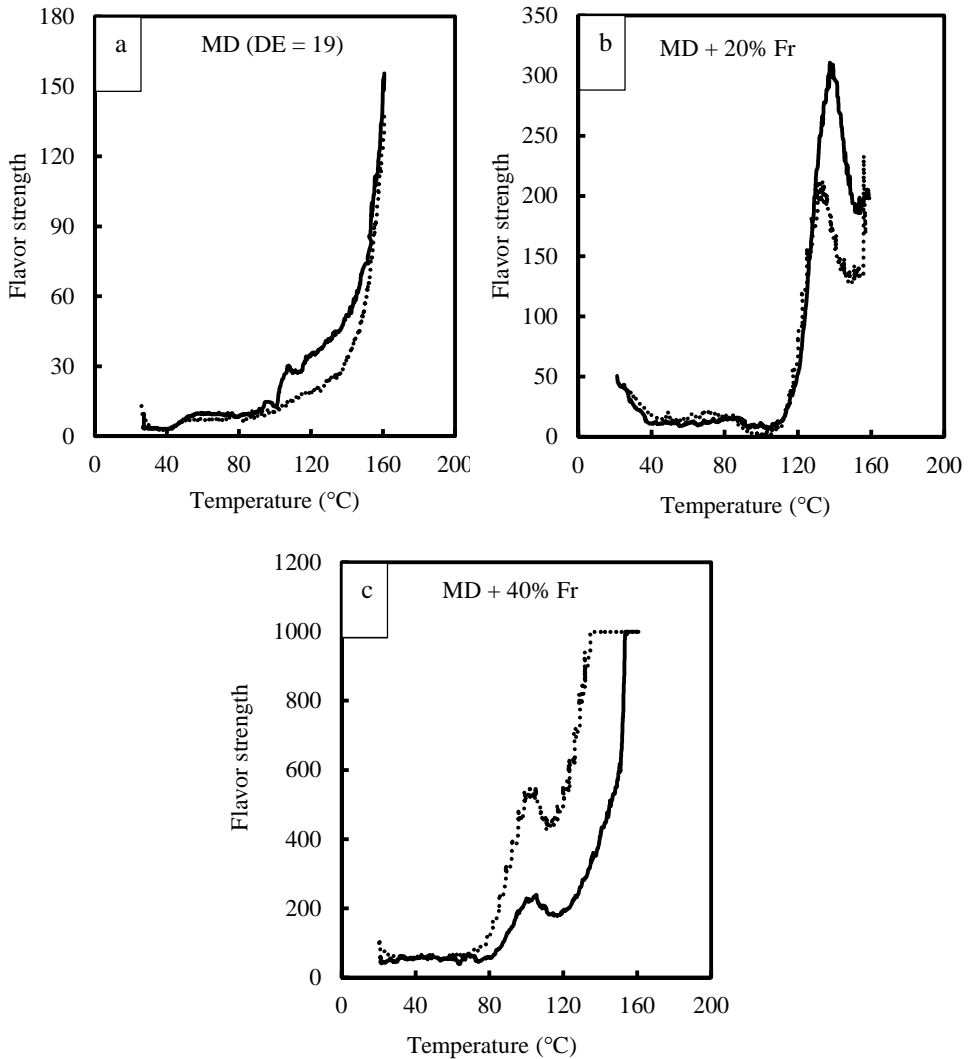 a
MD (DE = 19)
180
150
120
90
60
30
0
Flavor strength
0 40 80 120 160 200
Temperature (°C)
b
MD + 20% Fr
350
300
250
200
150
100
50
0
Flavor strength
0 40 80 120 160 200
Temperature (°C)
c
MD + 40% Fr
1200
1000
800
600
400
200
0
Flavor strength
0 40 80 120 160 200
Temperature (°C)